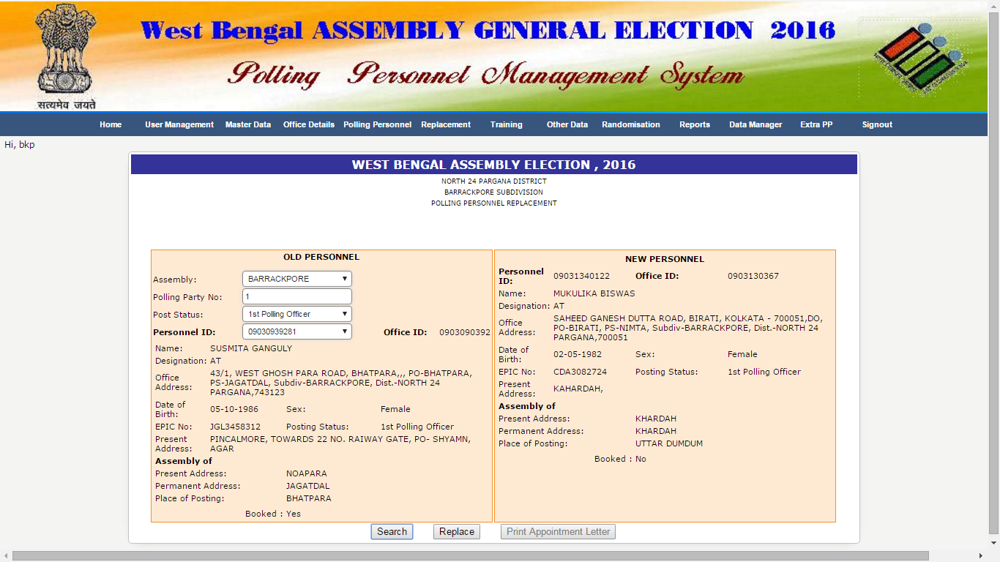 West Bengal ASSEMBLY GENERAL ELECTION 2016
Polling Personnel Management System
सत्यमेव जयते
Home User Management Master Data Office Details Polling Personnel Replacement Training Other Data Randomisation Reports Data Manager Extra PP Signout
Hi, bkp
WEST BENGAL ASSEMBLY ELECTION , 2016
NORTH 24 PARGANA DISTRICT
BARRACKPORE SUBDIVISION
POLLING PERSONNEL REPLACEMENT
OLD PERSONNEL
Assembly: BARRACKPORE
Polling Party No: 1
Post Status: 1st Polling Officer
Personnel ID: 09030939281 Office ID: 0903090392
Name: SUSMITA GANGULY
Designation: AT
Office Address: 43/1, WEST GHOSH PARA ROAD, BHATPARA,,, PO-BHATPARA,
PS-JAGATDAL, Subdiv-BARRACKPORE, Dist.-NORTH 24
PARGANA,743123
Date of Birth: 05-10-1986 Sex: Female
EPIC No: JGL3458312 Posting Status: 1st Polling Officer
Present Address: PINCALMORE, TOWARDS 22 NO. RAIWAY GATE, PO- SHYAMN,
AGAR
Assembly of
Present Address: NOAPARA
Permanent Address: JAGATDAL
Place of Posting: BHATPARA
Booked : Yes
NEW PERSONNEL
Personnel ID: 09031340122 Office ID: 0903130367
Name: MUKULIKA BISWAS
Designation: AT
Office Address: SAHEED GANESH DUTTA ROAD, BIRATI, KOLKATA - 700051,DO,
PO-BIRATI, PS-NIMTA, Subdiv-BARRACKPORE, Dist.-NORTH 24
PARGANA,700051
Date of Birth: 02-05-1982 Sex: Female
EPIC No: CDA3082724 Posting Status: 1st Polling Officer
Present Address: KAHARDAH,
Assembly of
Present Address: KHARDAH
Permanent Address: KHARDAH
Place of Posting: UTTAR DUMDUM
Booked : No
Search Replace Print Appointment Letter